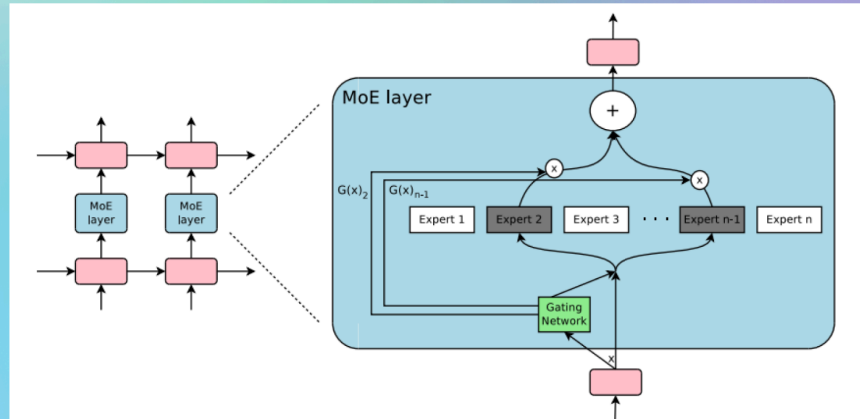 MoE layer
+
x
x
G(x)2
G(x)n-1
MoE
layer
MoE
layer
Expert 1
Expert 2
Expert 3
...
Expert n-1
Expert n
Gating
Network
x